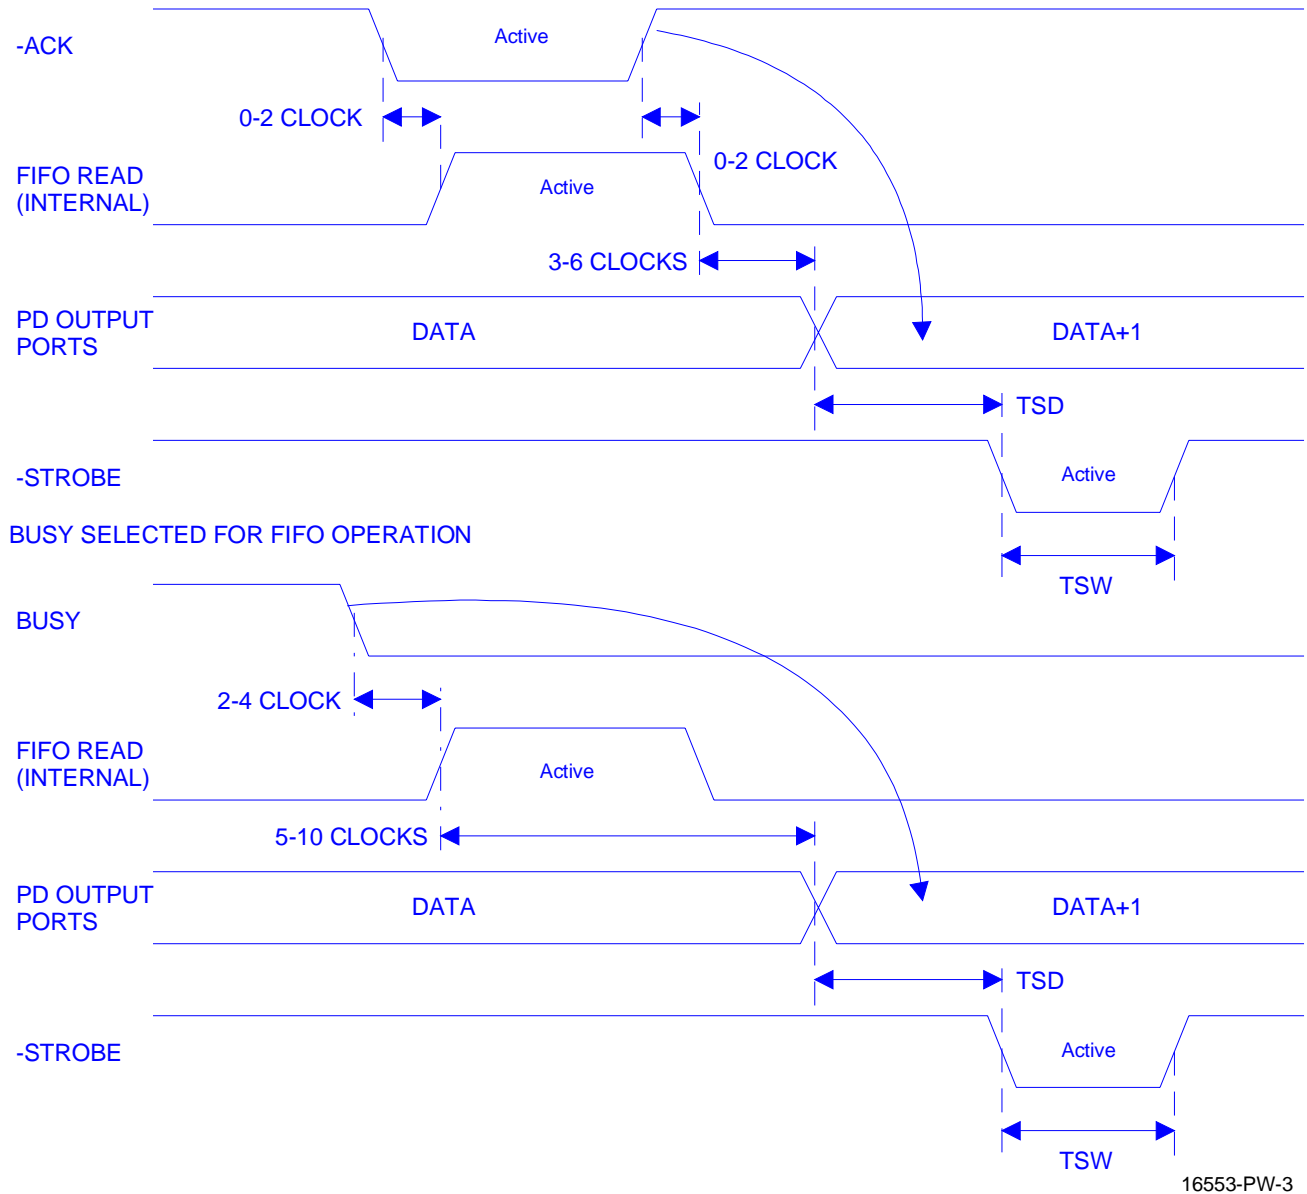 -ACK
Active
0-2 CLOCK
0-2 CLOCK
FIFO READ
(INTERNAL)
Active
3-6 CLOCKS
PD OUTPUT
PORTS
DATA
DATA+1
TSD
-STROBE
Active
TSW
BUSY SELECTED FOR FIFO OPERATION
BUSY
2-4 CLOCK
FIFO READ
(INTERNAL)
Active
5-10 CLOCKS
PD OUTPUT
PORTS
DATA
DATA+1
TSD
-STROBE
Active
TSW
16553-PW-3